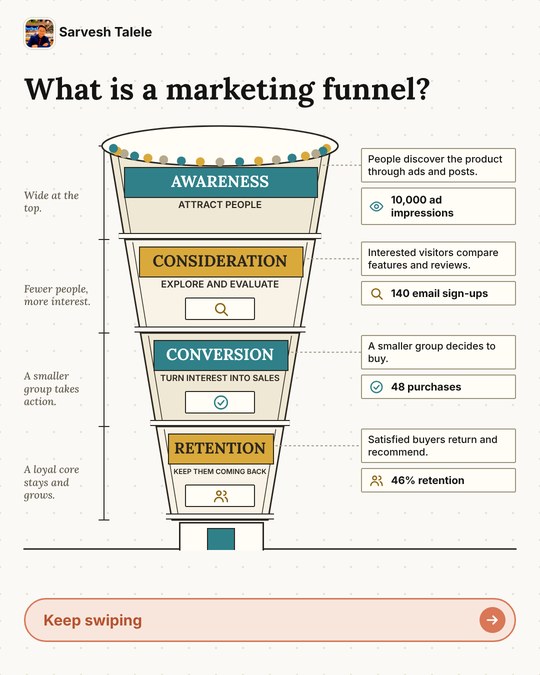 Sarvesh Talele
What is a marketing funnel?
Wide at the
top.
AWARENESS
ATTRACT PEOPLE
People discover the product
through ads and posts.
10,000 ad
impressions
Fewer people,
more interest.
CONSIDERATION
EXPLORE AND EVALUATE
Interested visitors compare
features and reviews.
140 email sign-ups
A smaller
group takes
action.
CONVERSION
TURN INTEREST INTO SALES
A smaller group decides to
buy.
48 purchases
A loyal core
stays and
grows.
RETENTION
KEEP THEM COMING BACK
Satisfied buyers return and
recommend.
46% retention
Keep swiping